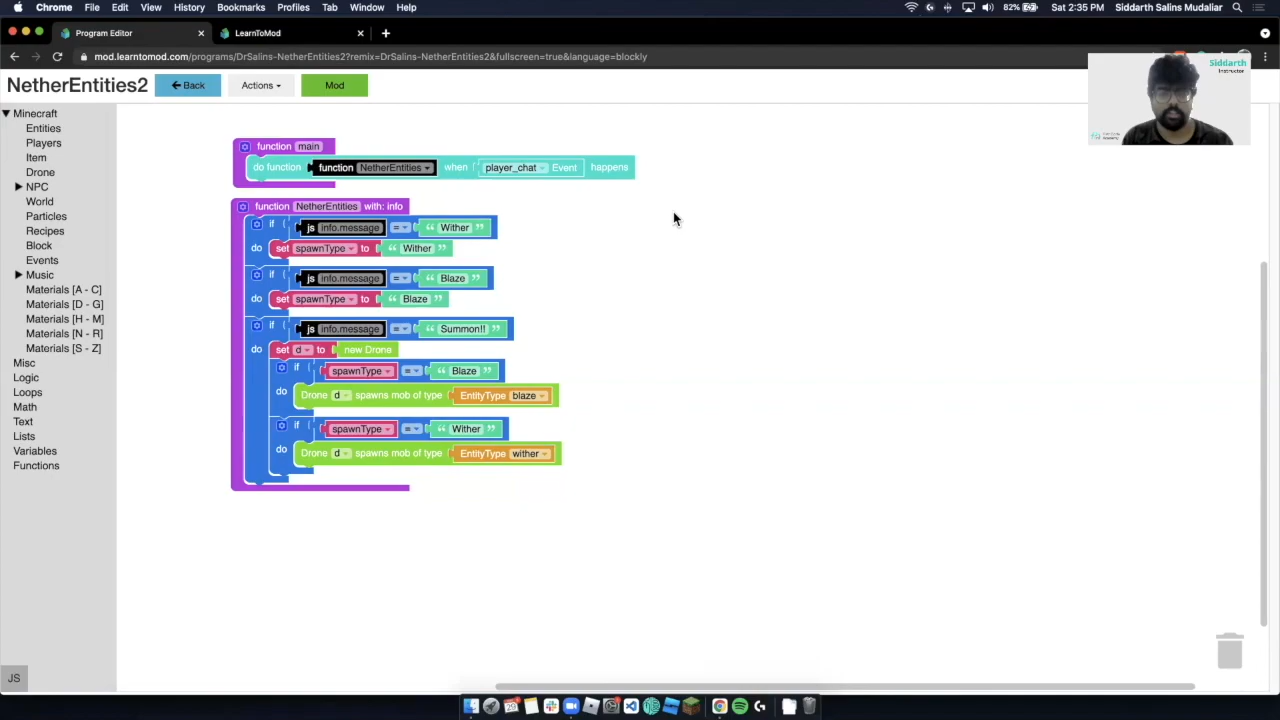 Chrome File Edit View History Bookmarks Profiles Tab Window Help 82% Sat 2:35 PM Siddarth Salins Mudaliar
Program Editor × LearnToMod × +
mod.learntomod.com/programs/DrSalins-NetherEntities2?remix=DrSalins-NetherEntities2&fullscreen=true&language=blockly
Siddarth
Instructor
NetherEntities2 Back Actions Mod
Minecraft
Entities
Players
Item
Drone
NPC
World
Particles
Recipes
Block
Events
Music
Materials [A - C]
Materials [D - G]
Materials [H - M]
Materials [N - R]
Materials [S - Z]
Misc
Logic
Loops
Math
Text
Lists
Variables
Functions
JS
function main
do function function NetherEntities when player_chat Event happens
function NetherEntities with: info
if js info.message = “ Wither ”
do set spawnType to “ Wither ”
if js info.message = “ Blaze ”
do set spawnType to “ Blaze ”
if js info.message = “ Summon!! ”
do set d to new Drone
if spawnType = “ Blaze ”
do Drone d spawns mob of type EntityType blaze
if spawnType = “ Wither ”
do Drone d spawns mob of type EntityType wither